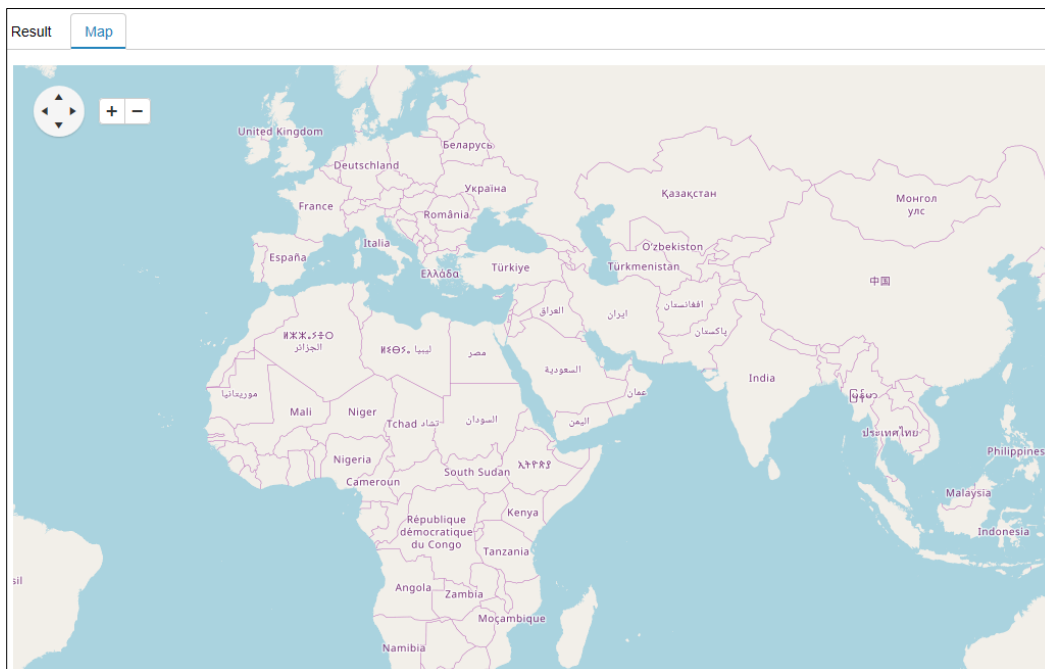 Result
Map
+ −
United Kingdom
Беларусь
Deutschland
Україна
Қазақстан
Монгол
улс
France
România
Italia
O'zbekiston
España
Ελλάδα
Türkiye
Türkmenistan
中国
افغانستان
العراق
ایران
پاکستان
ⵍⵣⵣⴰⵢⴻⵔ
الجزائر
ⵍⵉⴱⵢⴰ ليبيا
مصر
السعودية
India
موريتانيا
عمان
မြန်မာ
Mali
Niger
Tchad تشاد
السودان
اليمن
ประเทศไทย
Nigeria
South Sudan
ኢትዮጵያ
Philippines
Cameroun
Malaysia
Kenya
République
démocratique
du Congo
Indonesia
Tanzania
sil
Angola
Zambia
Moçambique
Namibia